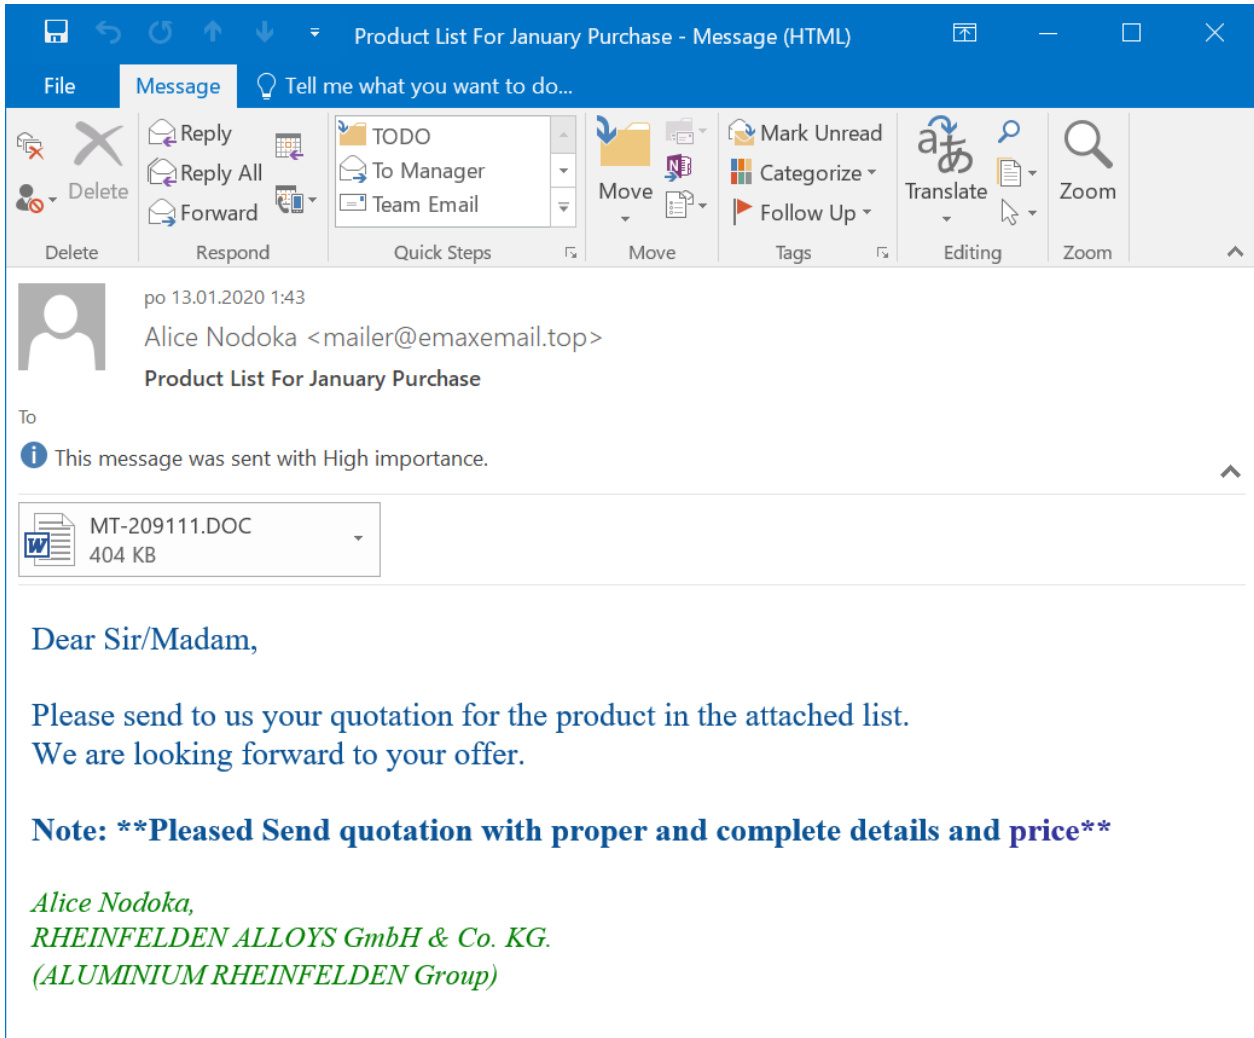 Product List For January Purchase - Message (HTML)
File
Message
Tell me what you want to do...
Delete
Reply
Reply All
Forward
TODO
To Manager
Team Email
Move
Mark Unread
Categorize
Follow Up
Translate
Zoom
Delete
Respond
Quick Steps
Move
Tags
Editing
Zoom
po 13.01.2020 1:43
Alice Nodoka <mailer@emaxemail.top>
Product List For January Purchase
To
This message was sent with High importance.
MT-209111.DOC
404 KB
Dear Sir/Madam,
Please send to us your quotation for the product in the attached list.
We are looking forward to your offer.
Note: **Pleased Send quotation with proper and complete details and price**
Alice Nodoka,
RHEINFELDEN ALLOYS GmbH & Co. KG.
(ALUMINIUM RHEINFELDEN Group)